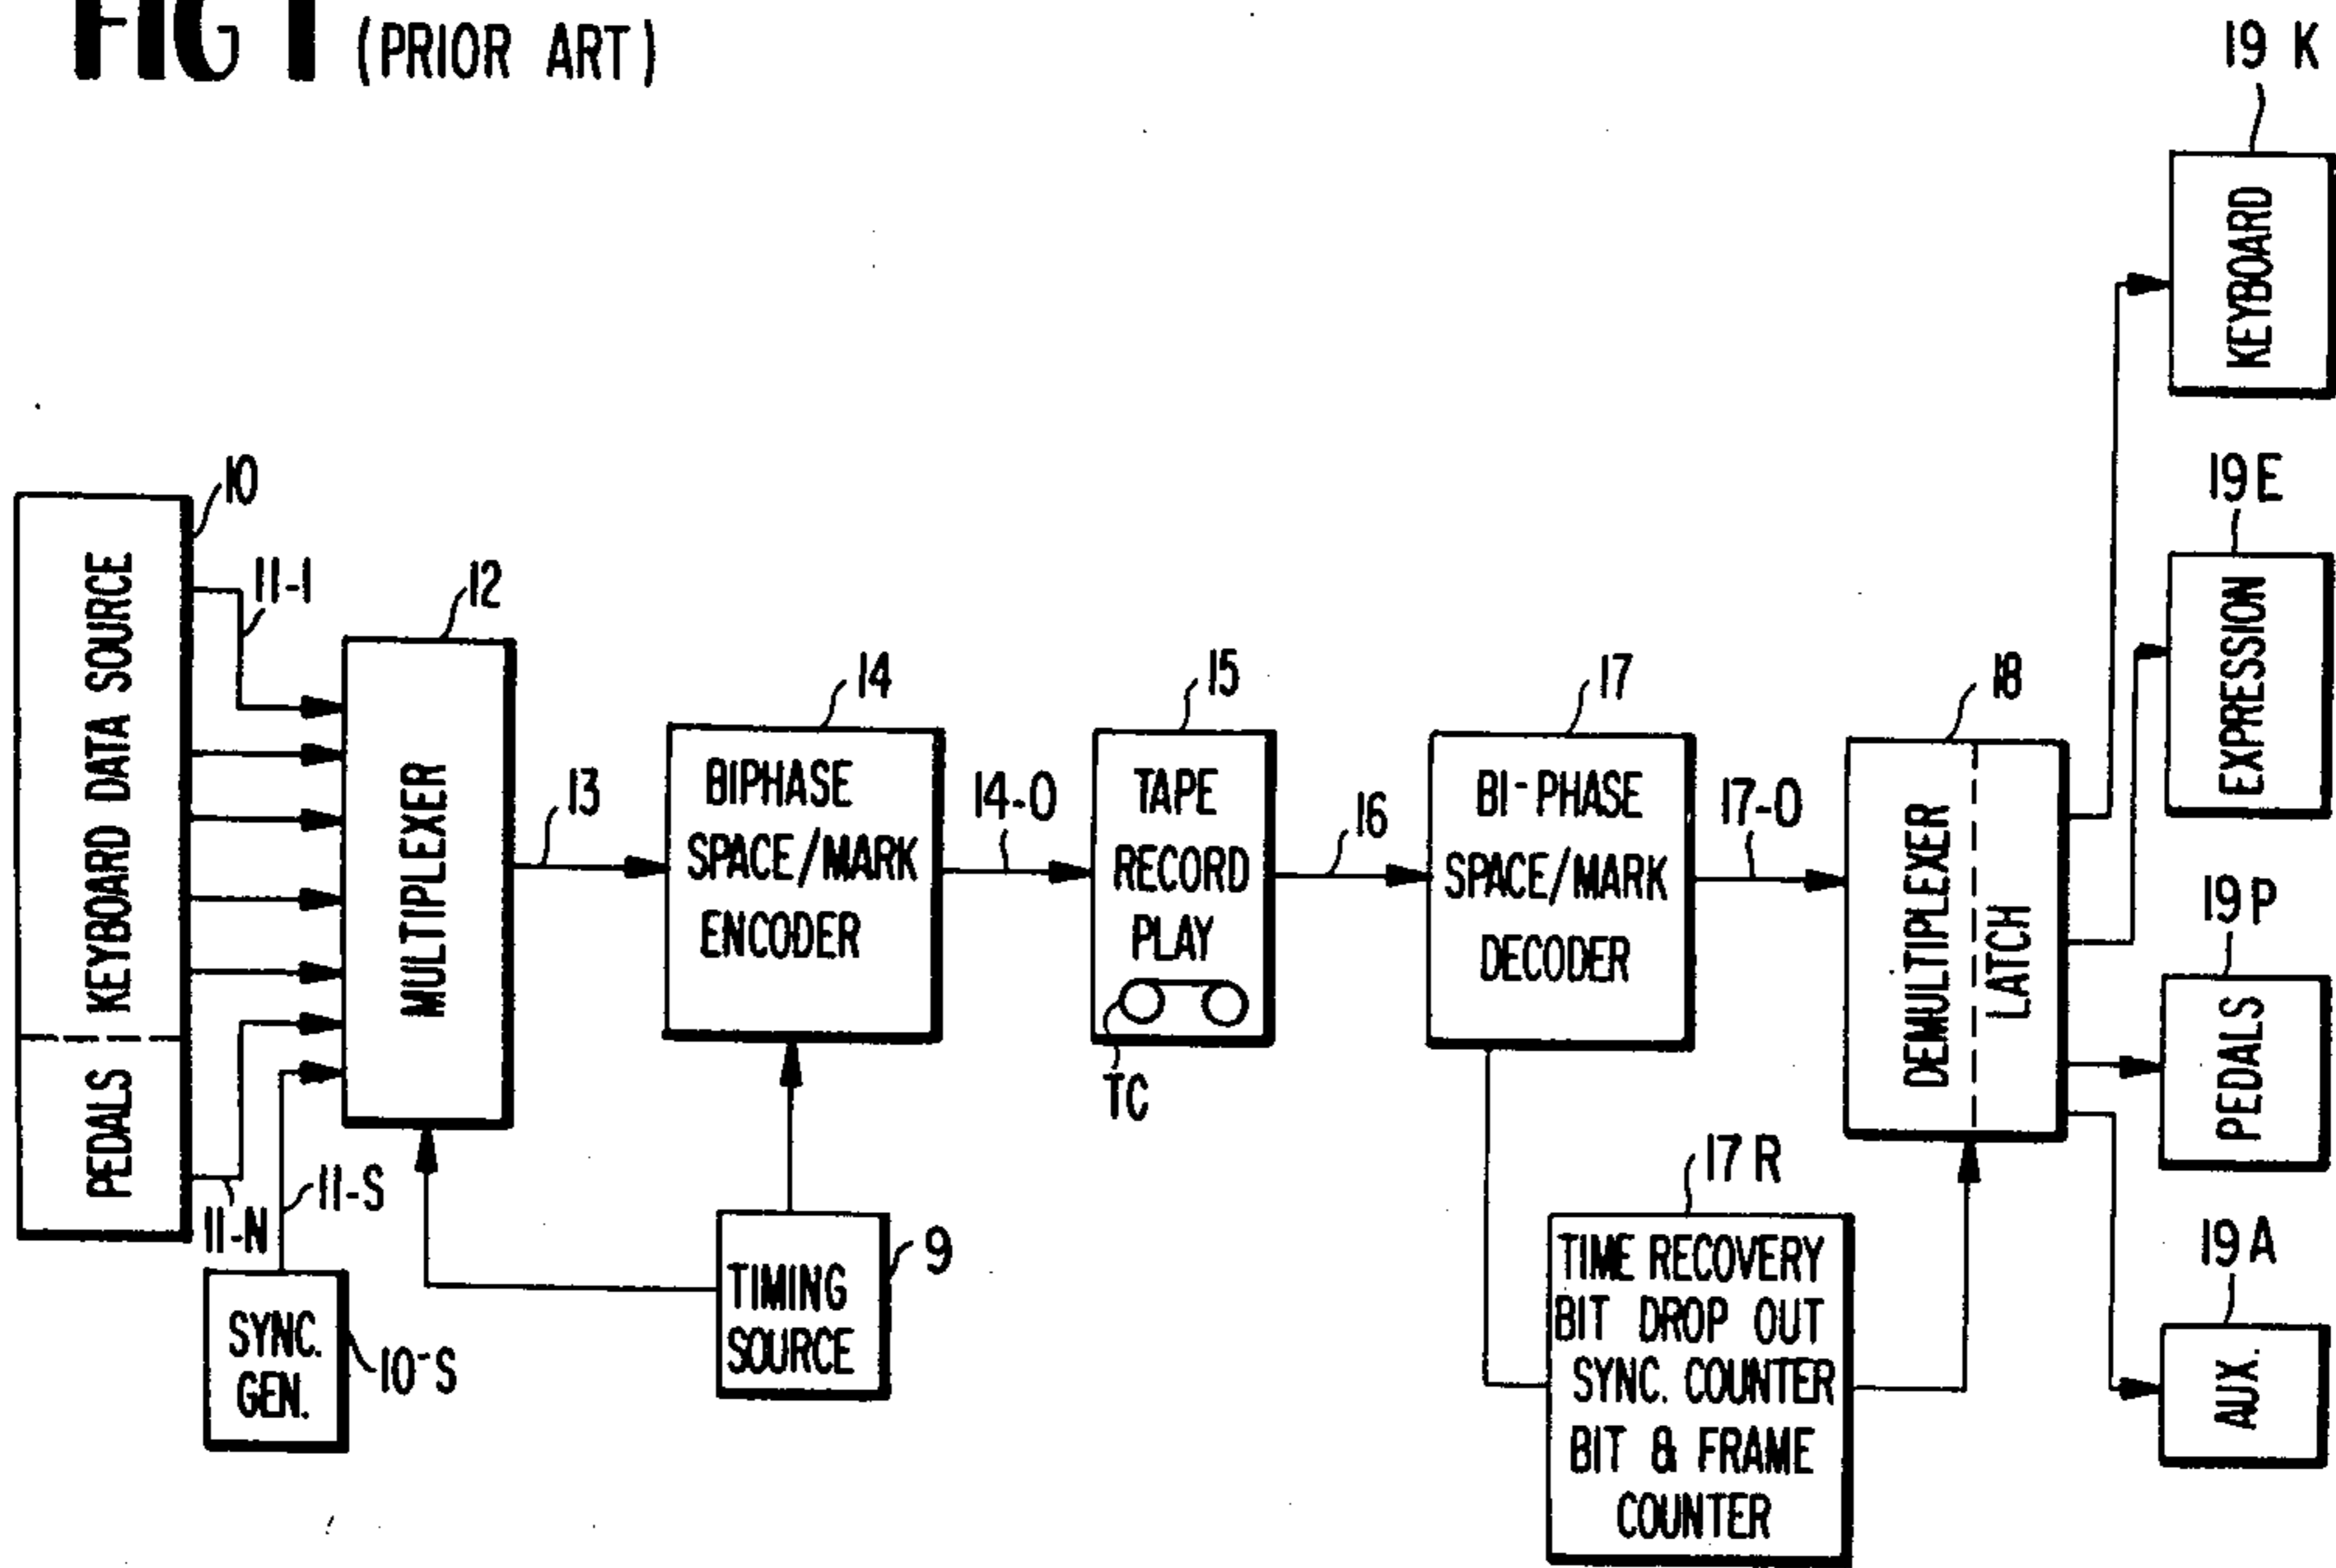 FIG 1 (PRIOR ART)
19 K
KEYBOARD
10
KEYBOARD DATA SOURCE
PEDALS
11-1
11-N
11-S
SYNC.
GEN.
10-S
12
MULTIPLEXER
13
14
BIPHASE
SPACE/MARK
ENCODER
14-O
TIMING
SOURCE
9
15
TAPE
RECORD
PLAY
TC
16
17
BI-PHASE
SPACE/MARK
DECODER
17-O
17 R
TIME RECOVERY
BIT DROP OUT
SYNC. COUNTER
BIT & FRAME
COUNTER
18
DEMULTIPLEXER
LATCH
19 E
EXPRESSION
19 P
PEDALS
19 A
AUX.